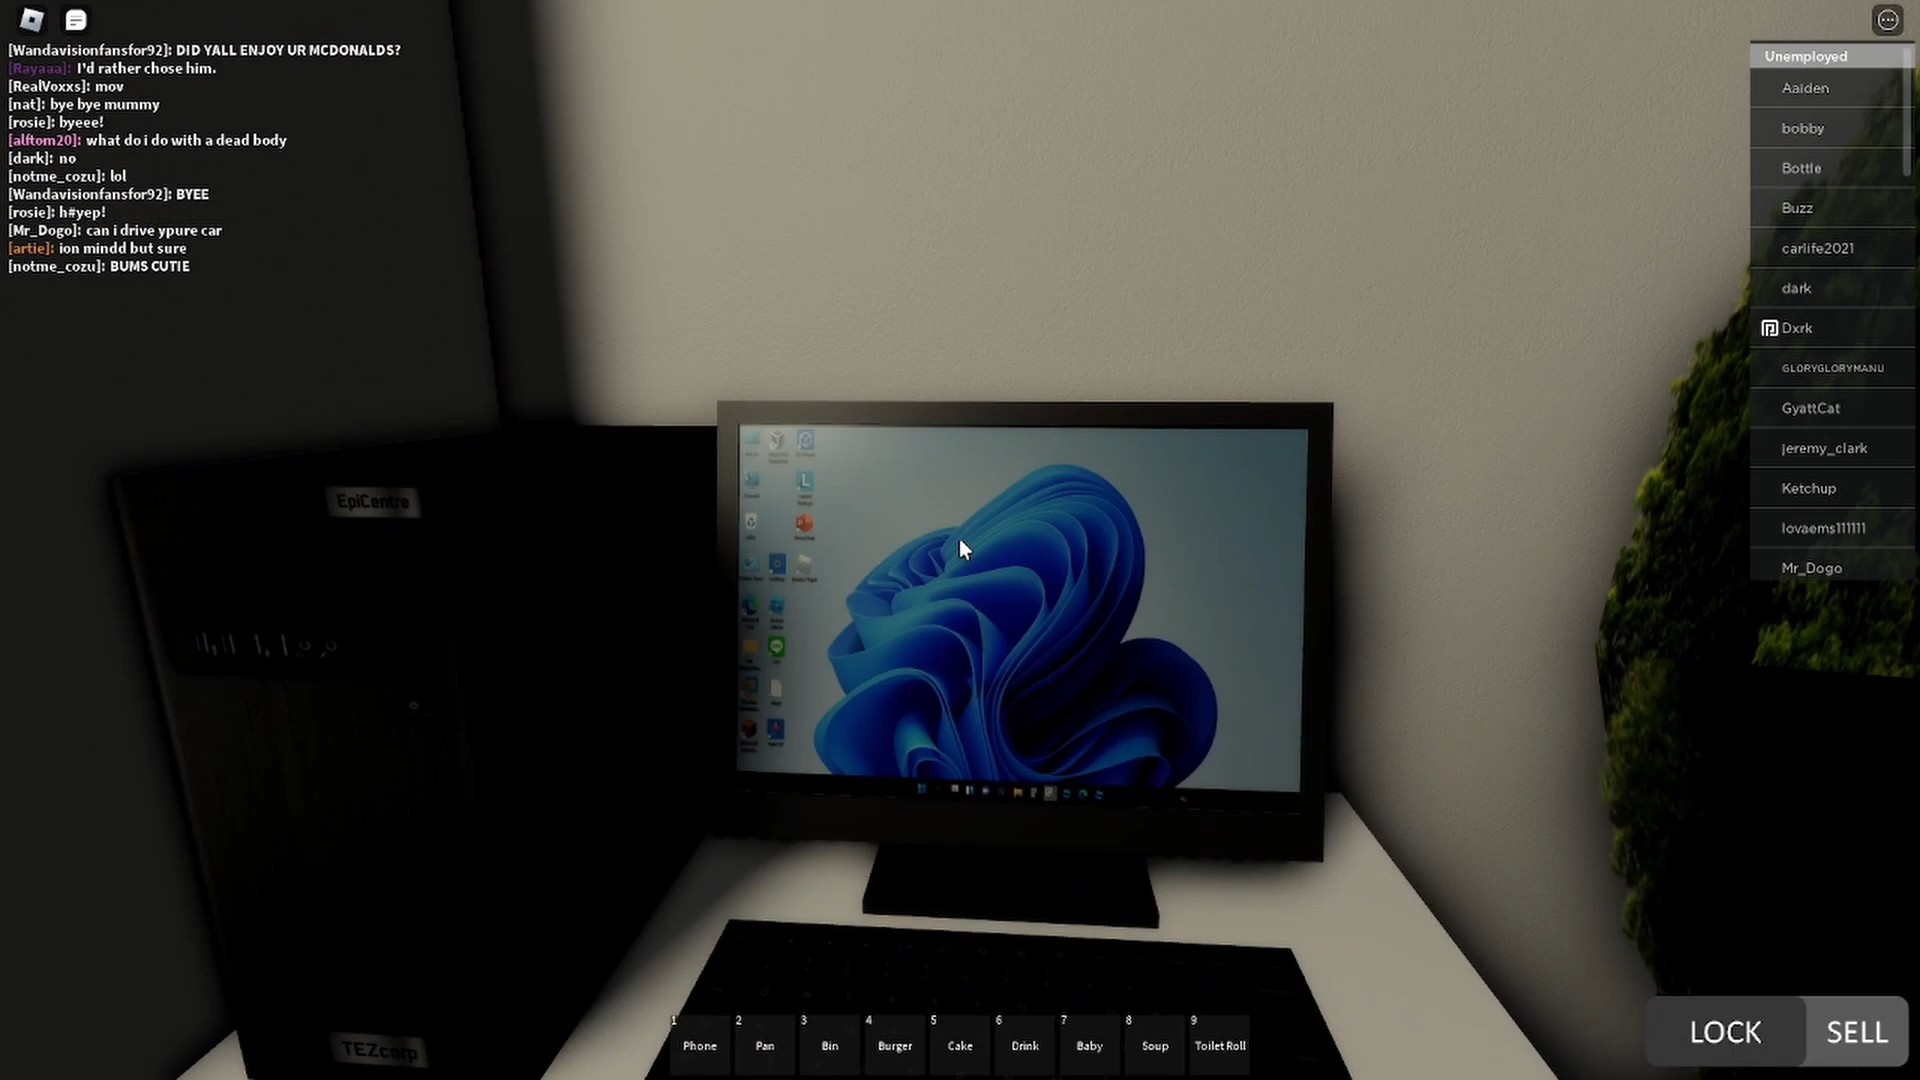 [Wandavisionfansfor92]: DID YALL ENJOY UR MCDONALDS?
[Rayaaa]: I'd rather chose him.
[RealVoxxs]: mov
[nat]: bye bye mummy
[rosie]: byeee!
[alftom20]: what do i do with a dead body
[dark]: no
[notme_cozu]: lol
[Wandavisionfansfor92]: BYEE
[rosie]: h#yep!
[Mr_Dogo]: can i drive ypure car
[artie]: ion mindd but sure
[notme_cozu]: BUMS CUTIE
Unemployed
Aaiden
bobby
Bottle
Buzz
carlife2021
dark
Dxrk
GLORYGLORYMANU
GyattCat
jeremy_clark
Ketchup
lovaems111111
Mr_Dogo
EpiCentre
TEZcorp
1 Phone
2 Pan
3 Bin
4 Burger
5 Cake
6 Drink
7 Baby
8 Soup
9 Toilet Roll
LOCK
SELL